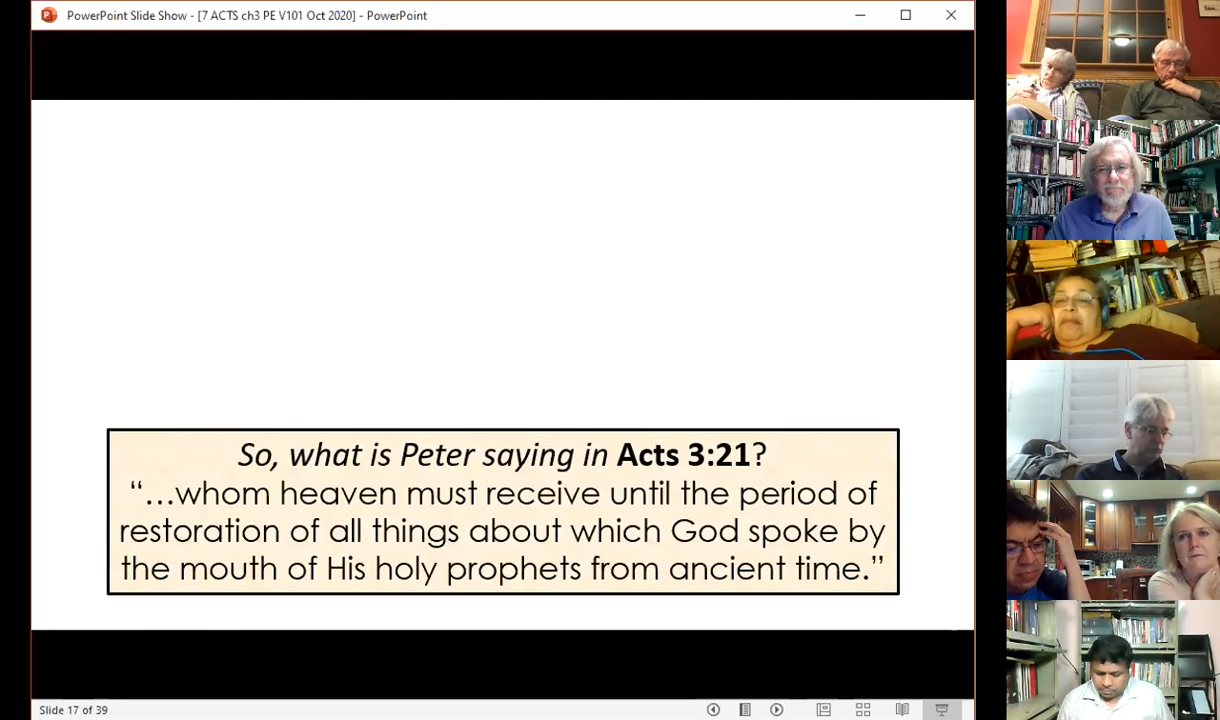 PowerPoint Slide Show - [7 ACTS ch3 PE V101 Oct 2020] - PowerPoint
So, what is Peter saying in Acts 3:21?
“…whom heaven must receive until the period of
restoration of all things about which God spoke by
the mouth of His holy prophets from ancient time.”
Slide 17 of 39